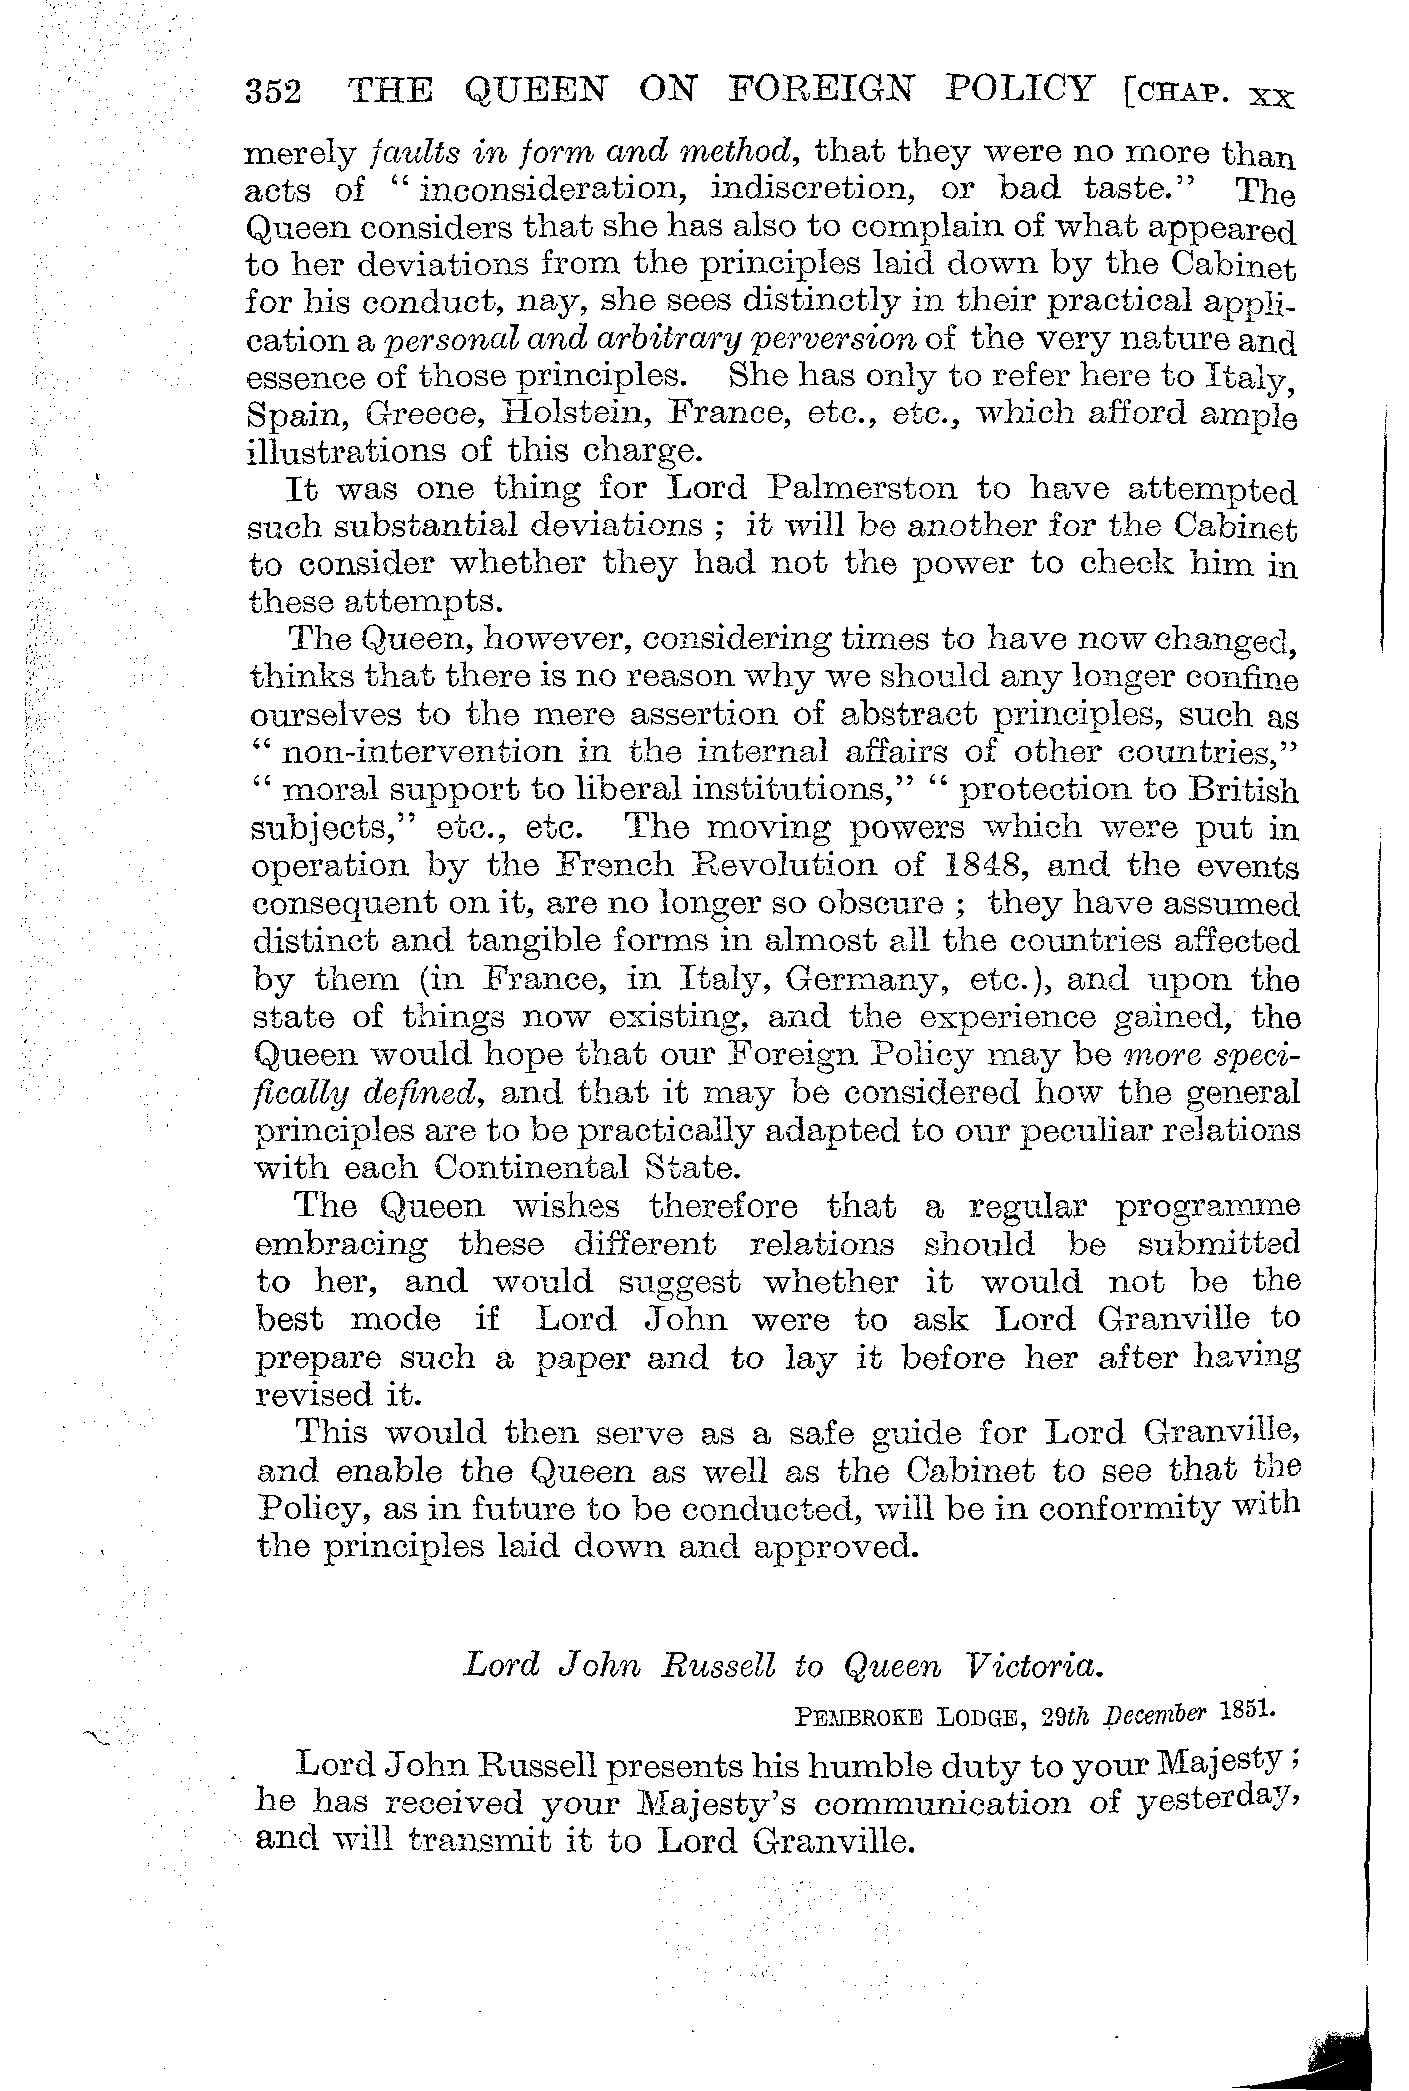 352 THE QUEEN ON FOREIGN POLICY [CHAP. XX
merely faults in form and method, that they were no more than
acts of “ inconsideration, indiscretion, or bad taste.” The
Queen considers that she has also to complain of what appeared
to her deviations from the principles laid down by the Cabinet
for his conduct, nay, she sees distinctly in their practical appli-
cation a personal and arbitrary perversion of the very nature and
essence of those principles. She has only to refer here to Italy,
Spain, Greece, Holstein, France, etc., etc., which afford ample
illustrations of this charge.
It was one thing for Lord Palmerston to have attempted
such substantial deviations ; it will be another for the Cabinet
to consider whether they had not the power to check him in
these attempts.
The Queen, however, considering times to have now changed,
thinks that there is no reason why we should any longer confine
ourselves to the mere assertion of abstract principles, such as
“ non-intervention in the internal affairs of other countries,”
“ moral support to liberal institutions,” “ protection to British
subjects,” etc., etc. The moving powers which were put in
operation by the French Revolution of 1848, and the events
consequent on it, are no longer so obscure ; they have assumed
distinct and tangible forms in almost all the countries affected
by them (in France, in Italy, Germany, etc.), and upon the
state of things now existing, and the experience gained, the
Queen would hope that our Foreign Policy may be more speci-
fically defined, and that it may be considered how the general
principles are to be practically adapted to our peculiar relations
with each Continental State.
The Queen wishes therefore that a regular programme
embracing these different relations should be submitted
to her, and would suggest whether it would not be the
best mode if Lord John were to ask Lord Granville to
prepare such a paper and to lay it before her after having
revised it.
This would then serve as a safe guide for Lord Granville,
and enable the Queen as well as the Cabinet to see that the
Policy, as in future to be conducted, will be in conformity with
the principles laid down and approved.
Lord John Russell to Queen Victoria.
PEMBROKE LODGE, 29th December 1851.
Lord John Russell presents his humble duty to your Majesty ;
he has received your Majesty’s communication of yesterday,
and will transmit it to Lord Granville.